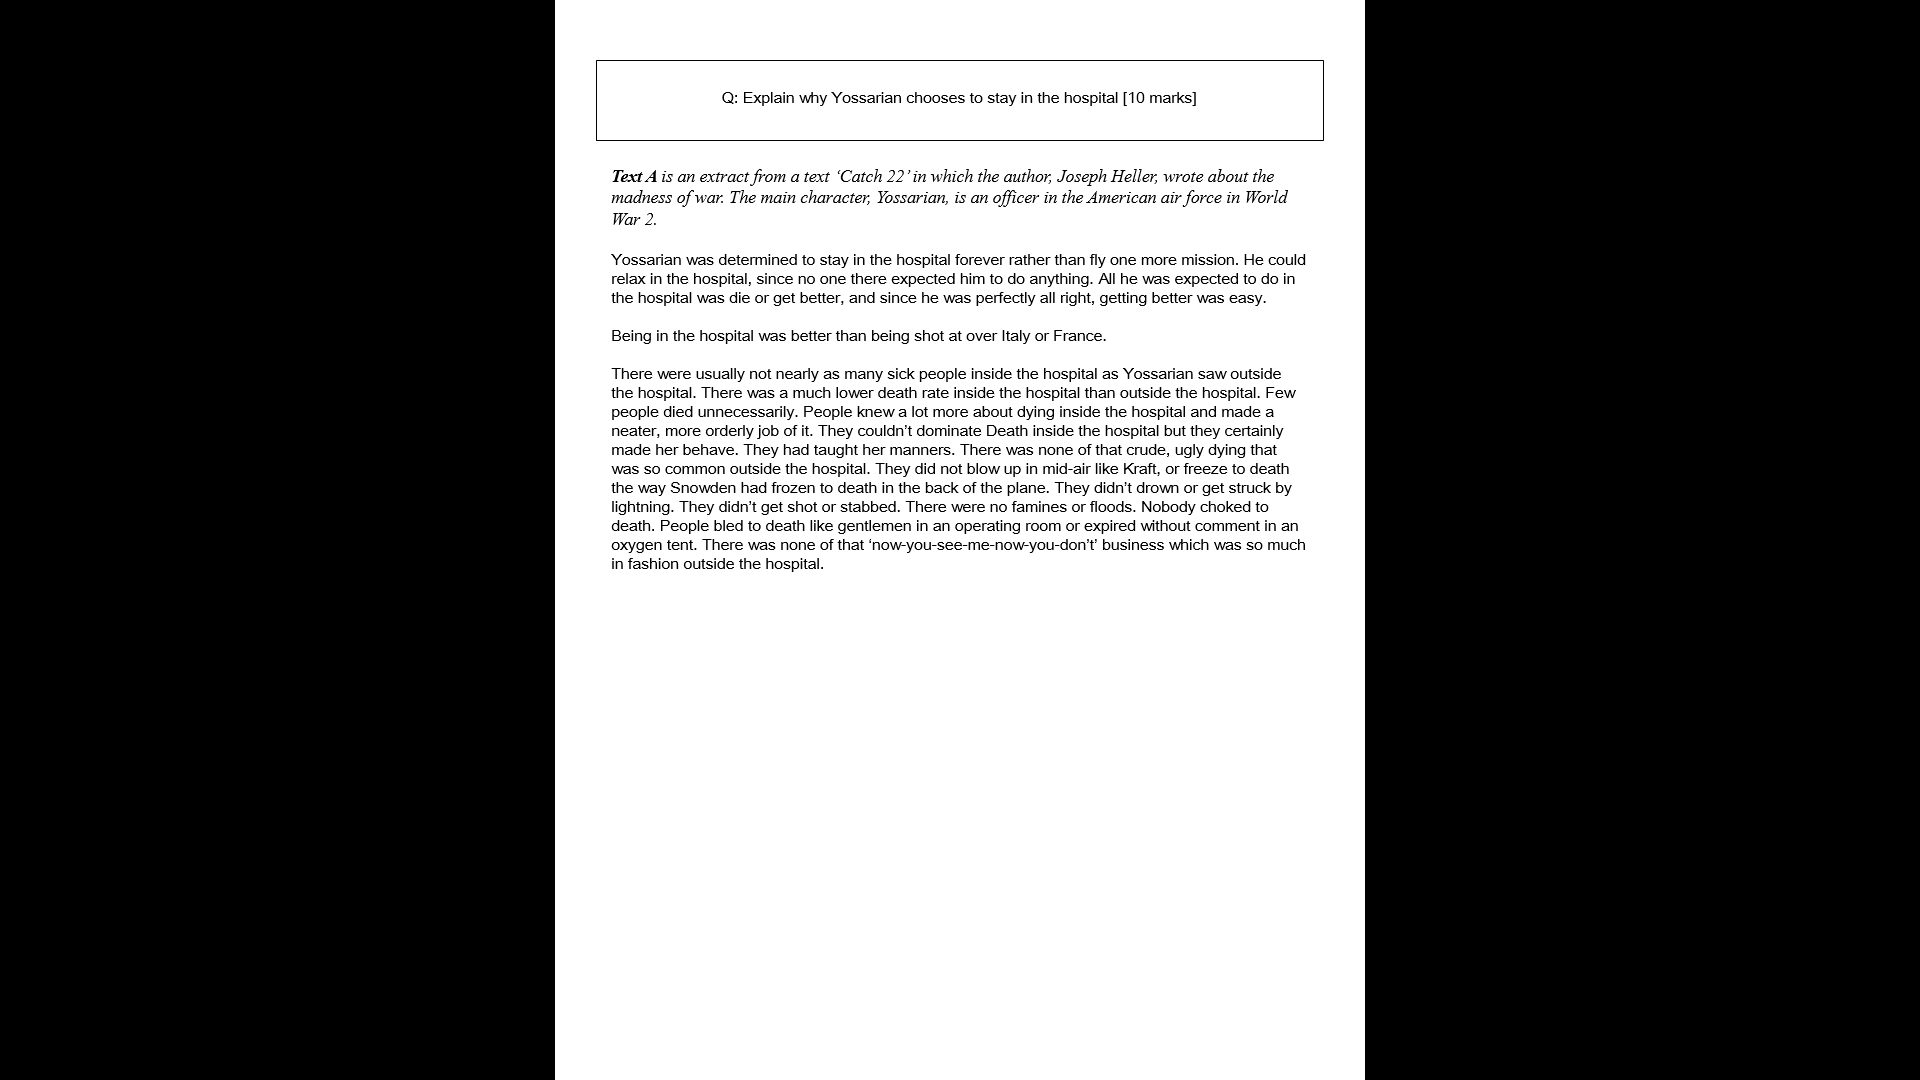 Q: Explain why Yossarian chooses to stay in the hospital [10 marks]
Text A is an extract from a text ‘Catch 22’ in which the author, Joseph Heller, wrote about the
madness of war. The main character, Yossarian, is an officer in the American air force in World
War 2.
Yossarian was determined to stay in the hospital forever rather than fly one more mission. He could
relax in the hospital, since no one there expected him to do anything. All he was expected to do in
the hospital was die or get better, and since he was perfectly all right, getting better was easy.
Being in the hospital was better than being shot at over Italy or France.
There were usually not nearly as many sick people inside the hospital as Yossarian saw outside
the hospital. There was a much lower death rate inside the hospital than outside the hospital. Few
people died unnecessarily. People knew a lot more about dying inside the hospital and made a
neater, more orderly job of it. They couldn’t dominate Death inside the hospital but they certainly
made her behave. They had taught her manners. There was none of that crude, ugly dying that
was so common outside the hospital. They did not blow up in mid-air like Kraft, or freeze to death
the way Snowden had frozen to death in the back of the plane. They didn’t drown or get struck by
lightning. They didn’t get shot or stabbed. There were no famines or floods. Nobody choked to
death. People bled to death like gentlemen in an operating room or expired without comment in an
oxygen tent. There was none of that ‘now-you-see-me-now-you-don’t’ business which was so much
in fashion outside the hospital.